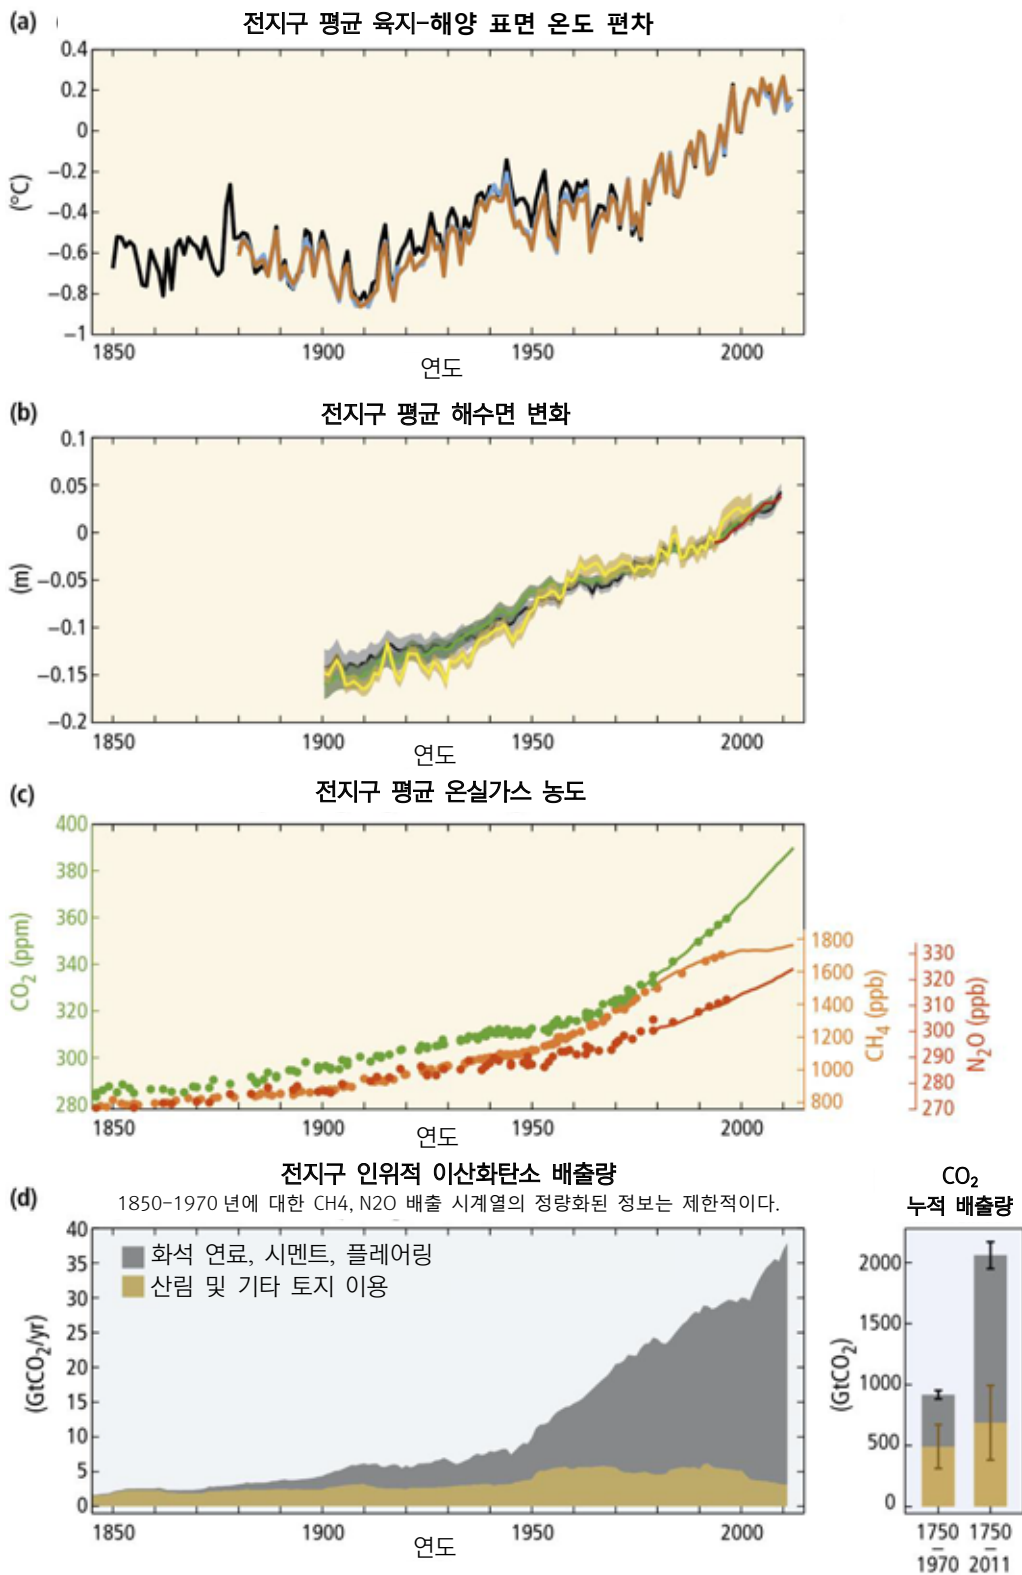 (a) 전지구 평균 육지-해양 표면 온도 편차
0.4
0.2
0
-0.2
-0.4
-0.6
-0.8
-1
(°C)
1850 1900 1950 2000
연도
(b) 전지구 평균 해수면 변화
0.1
0.05
0
-0.05
-0.1
-0.15
-0.2
(m)
1850 1900 1950 2000
연도
(c) 전지구 평균 온실가스 농도
400
380
360
340
320
300
280
CO₂ (ppm)
1800
1600
1400
1200
1000
800
CH₄ (ppb)
330
320
310
300
290
280
270
N₂O (ppb)
1850 1900 1950 2000
연도
(d) 전지구 인위적 이산화탄소 배출량
1850-1970 년에 대한 CH4, N2O 배출 시계열의 정량화된 정보는 제한적이다.
40
35
30
25
20
15
10
5
0
(GtCO₂/yr)
화석 연료, 시멘트, 플레어링
산림 및 기타 토지 이용
1850 1900 1950 2000
연도
CO₂
누적 배출량
2000
1500
1000
500
0
(GtCO₂)
1750 1750
– –
1970 2011